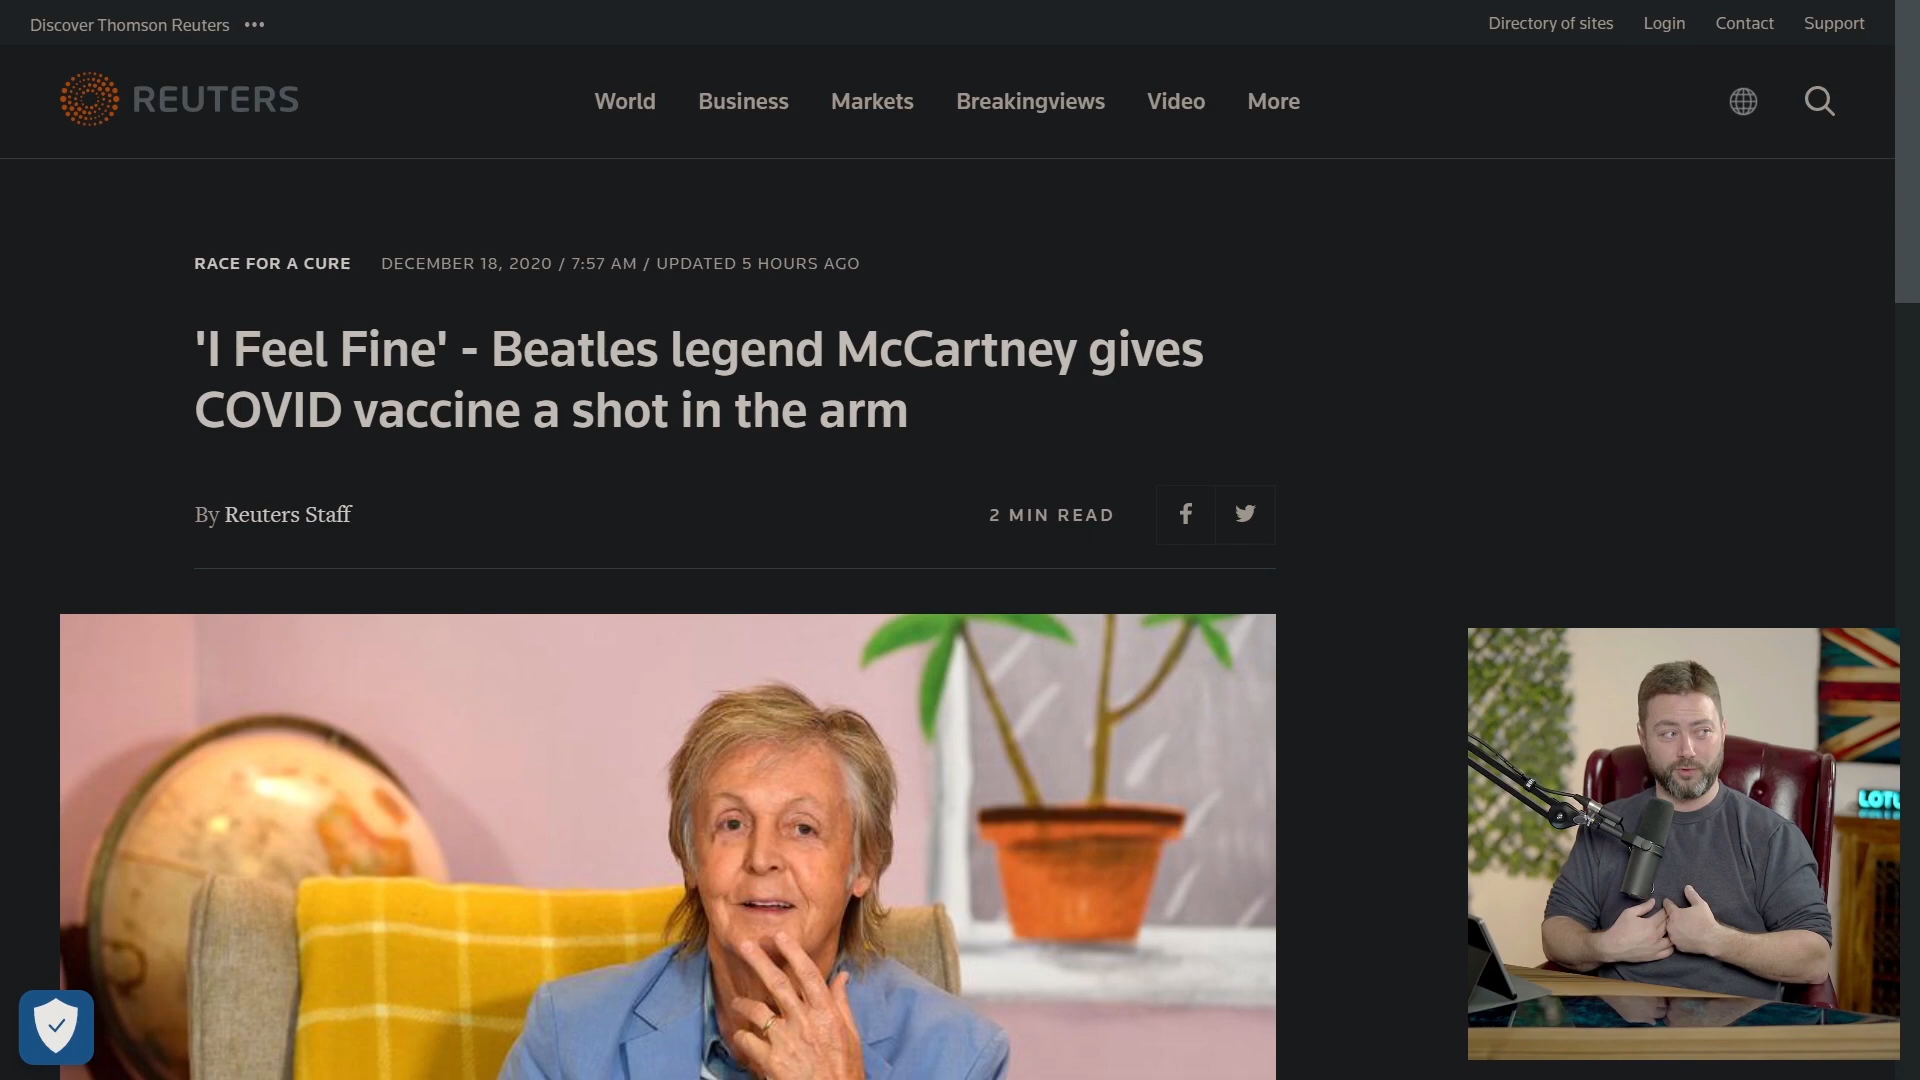 Discover Thomson Reuters
Directory of sites
Login
Contact
Support
REUTERS
World
Business
Markets
Breakingviews
Video
More
RACE FOR A CURE
DECEMBER 18, 2020 / 7:57 AM / UPDATED 5 HOURS AGO
'I Feel Fine' - Beatles legend McCartney gives
COVID vaccine a shot in the arm
By Reuters Staff
2 MIN READ